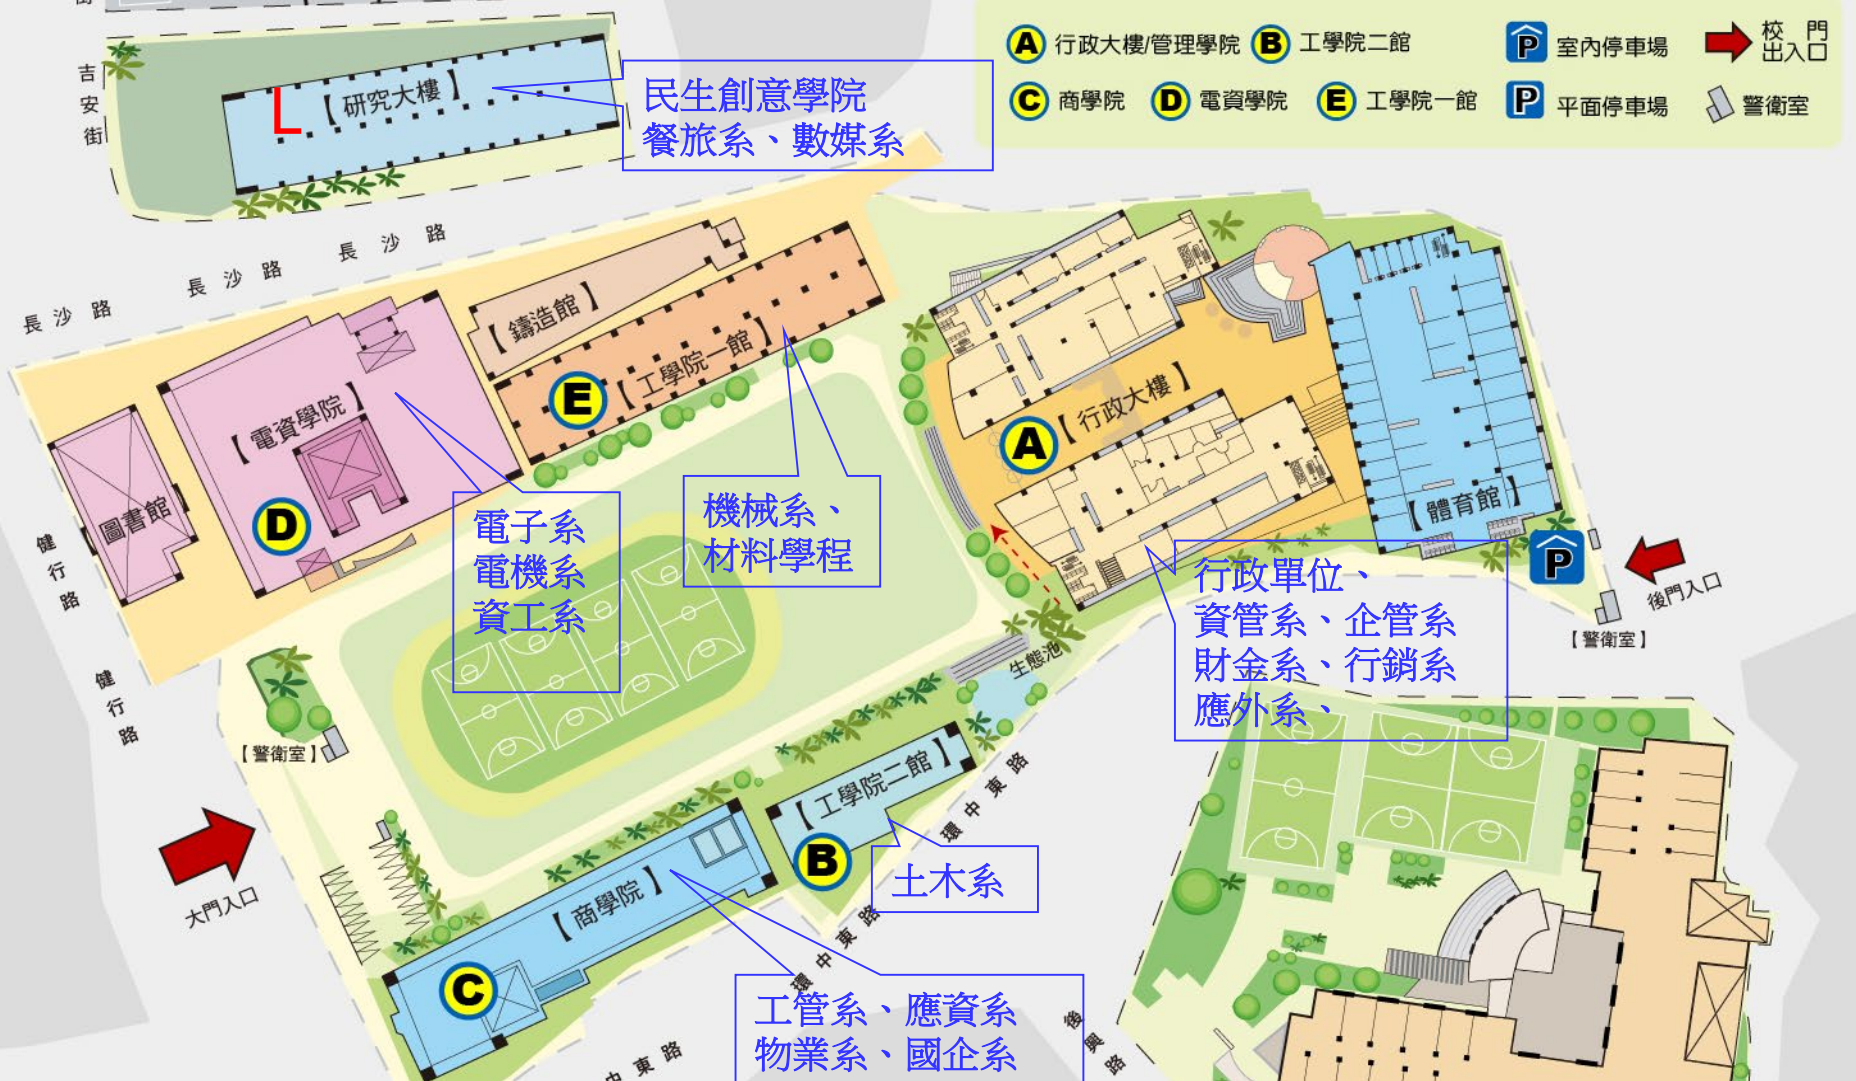 街
吉安街
【研究大樓】
L
民生創意學院
餐旅系、數媒系
A 行政大樓/管理學院
B 工學院二館
P 室內停車場
校門
出入口
C 商學院
D 電資學院
E 工學院一館
P 平面停車場
警衛室
長沙路
長沙路
長沙路
【鑄造館】
【工學院一館】
E
【電資學院】
D
圖書館
電子系
電機系
資工系
機械系、
材料學程
【行政大樓】
A
【體育館】
P
後門入口
【警衛室】
行政單位、
資管系、企管系
財金系、行銷系
應外系、
健行路
健行路
【警衛室】
大門入口
生態池
【工學院二館】
B
土木系
環中東路
環中東路
【商學院】
C
工管系、應資系
物業系、國企系
中東路
後興路